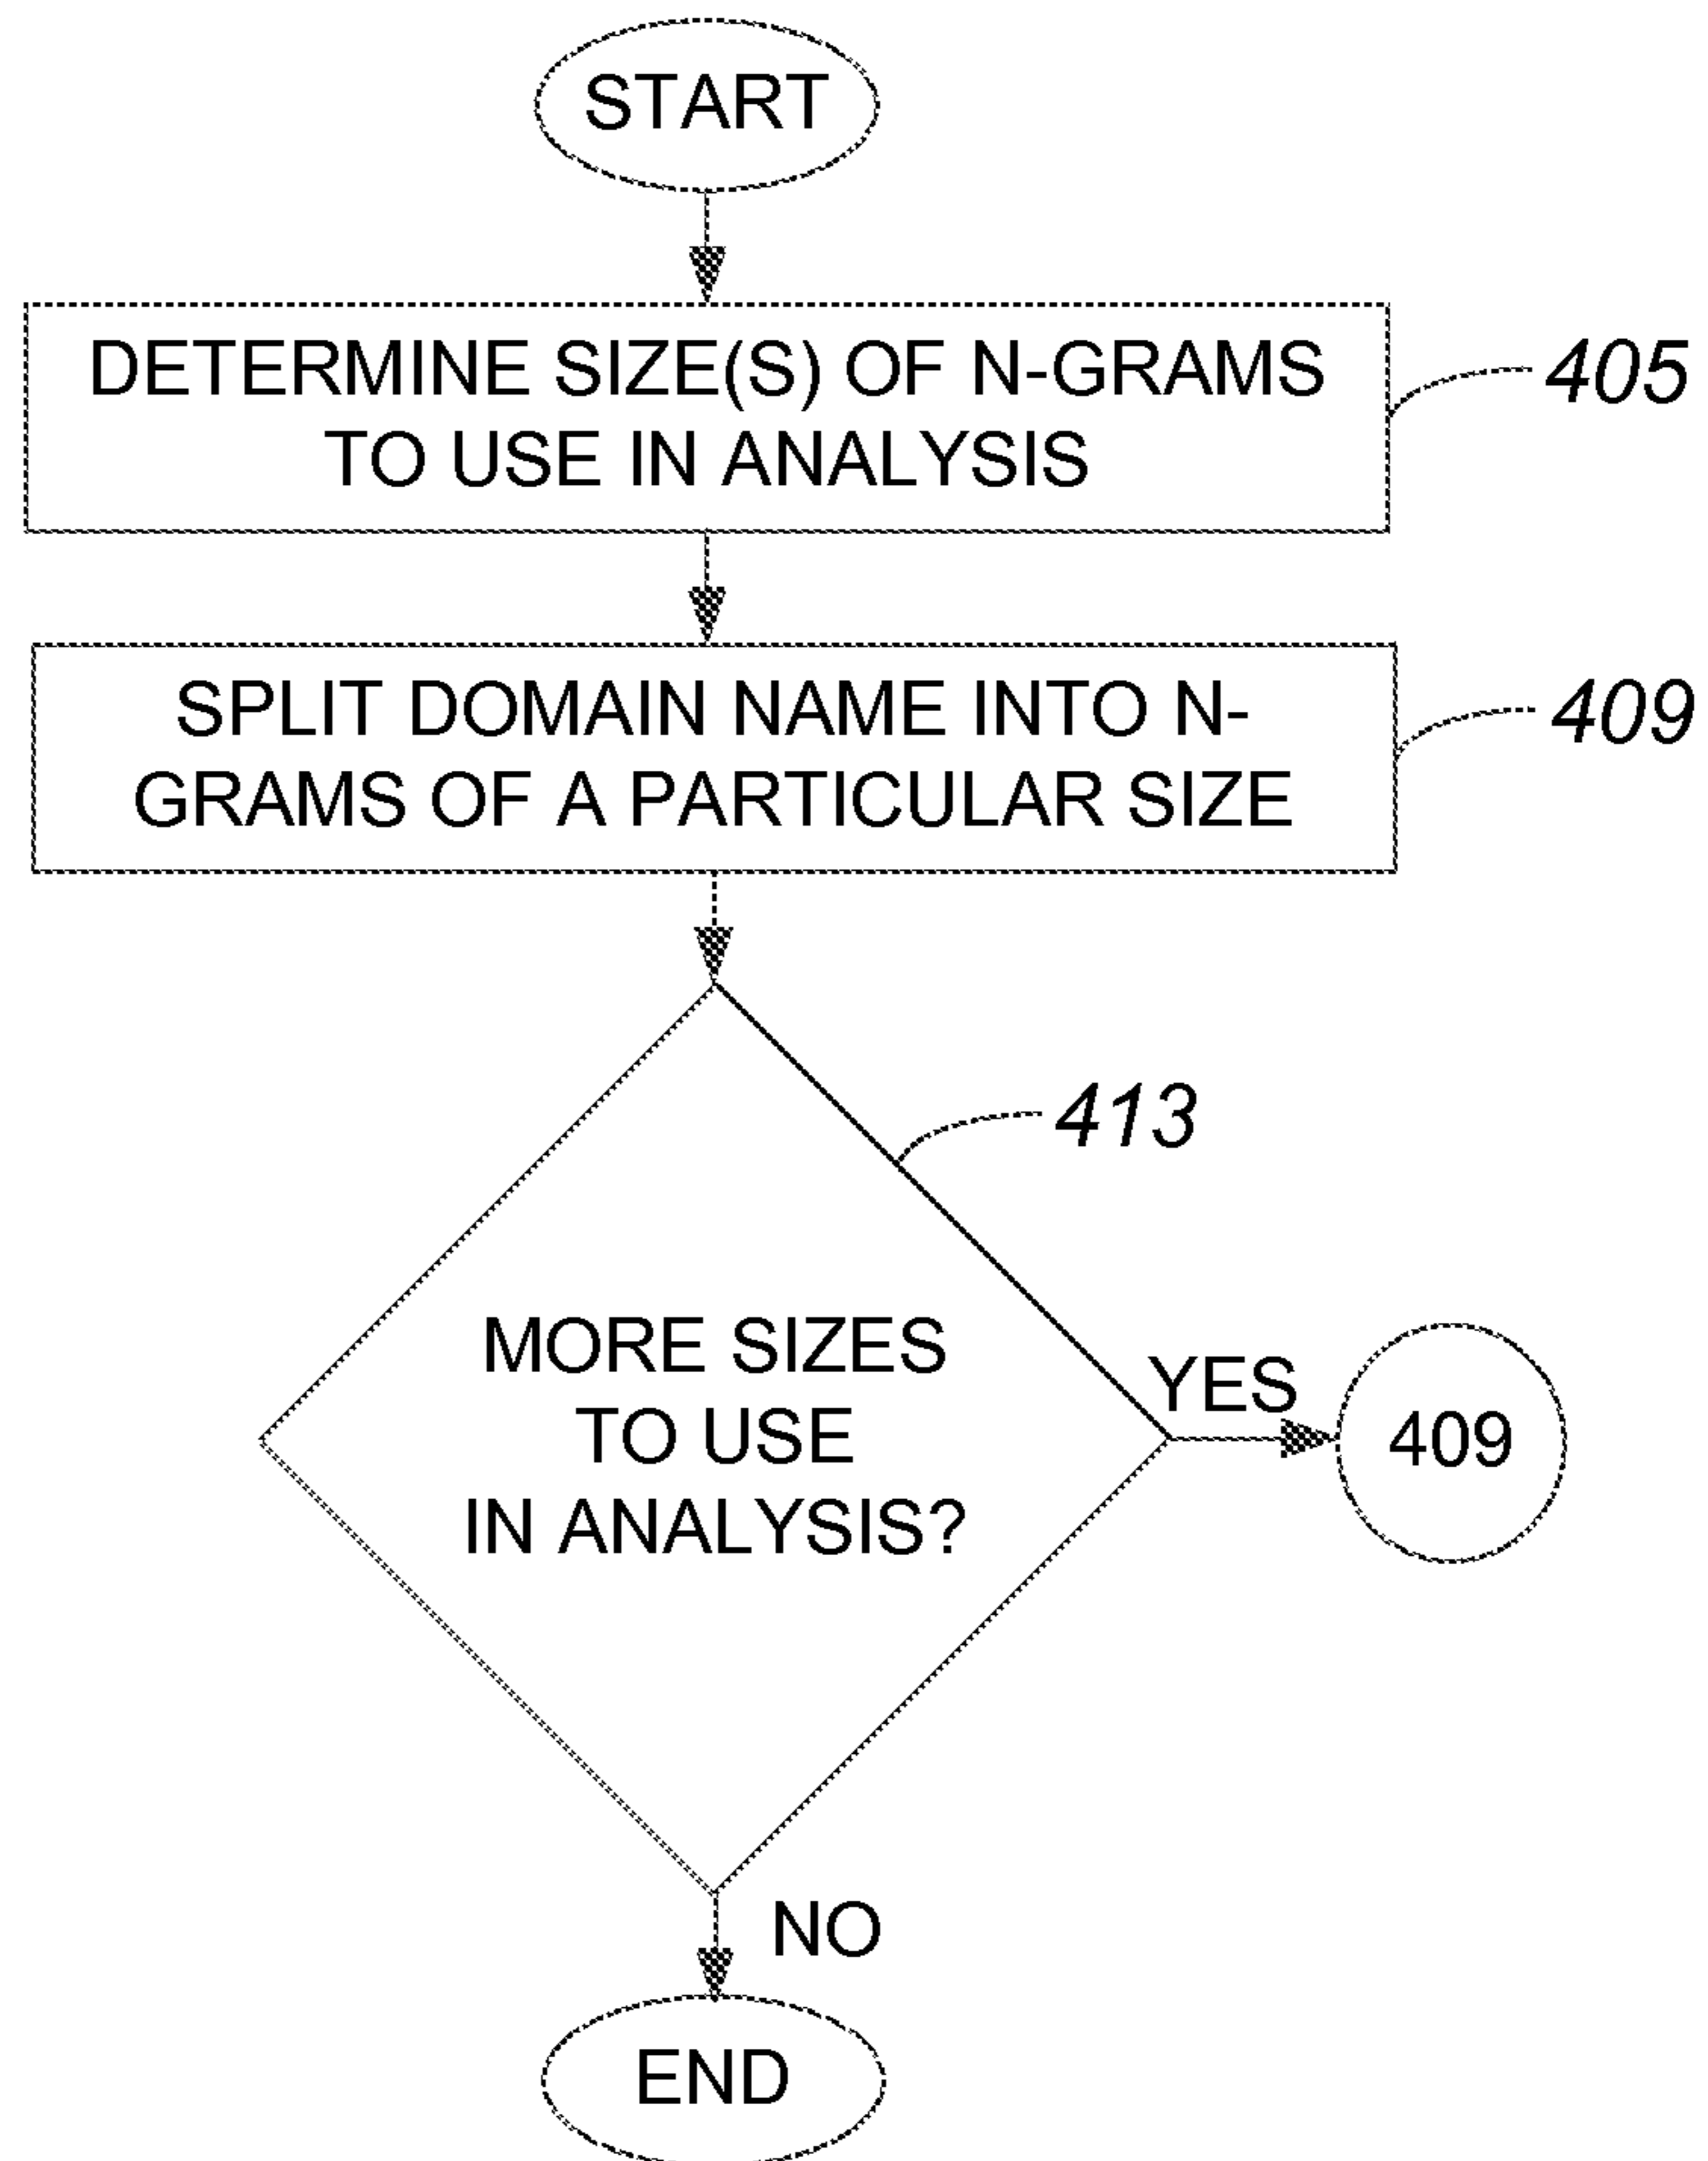 START
DETERMINE SIZE(S) OF N-GRAMS
TO USE IN ANALYSIS
405
SPLIT DOMAIN NAME INTO N-
GRAMS OF A PARTICULAR SIZE
409
413
MORE SIZES
TO USE
IN ANALYSIS?
YES
409
NO
END